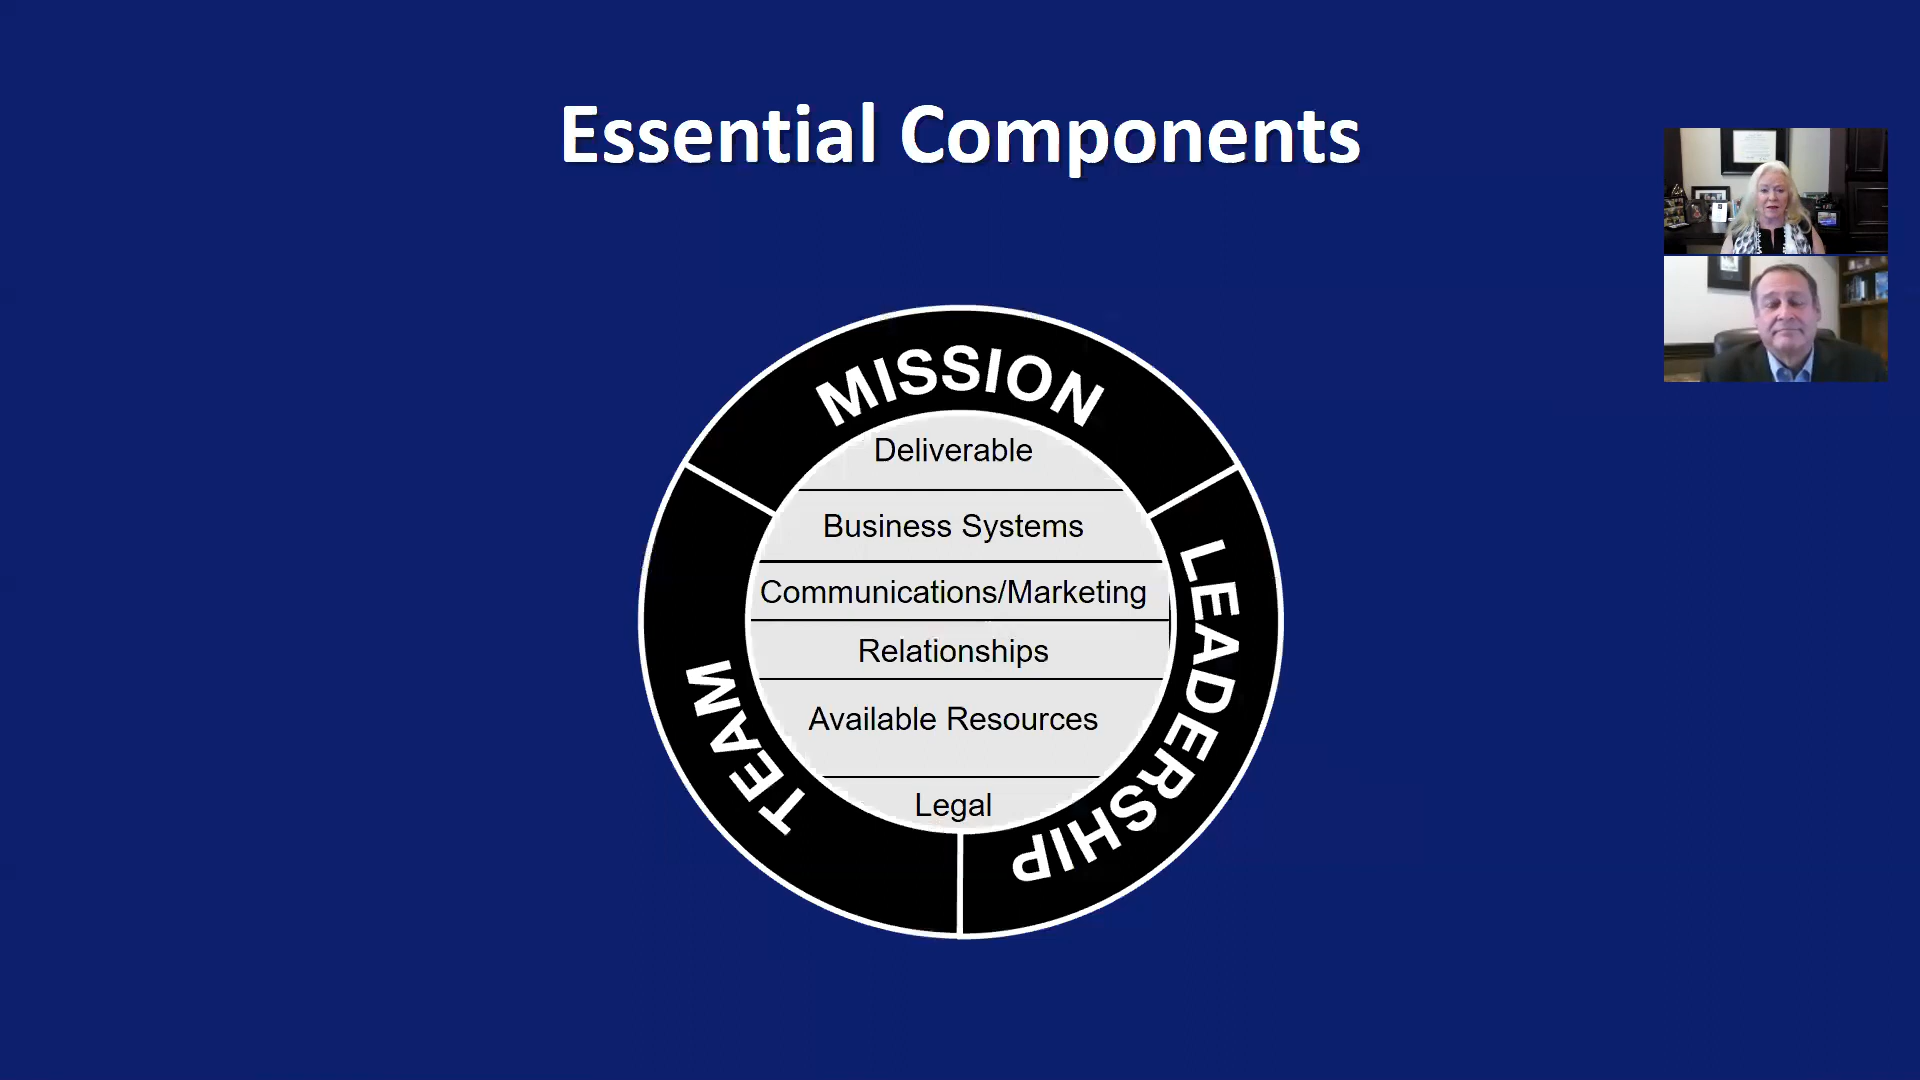 Essential Components
MISSION
Deliverable
Business Systems
Communications/Marketing
Relationships
Available Resources
Legal
LEADERSHIP
TEAM